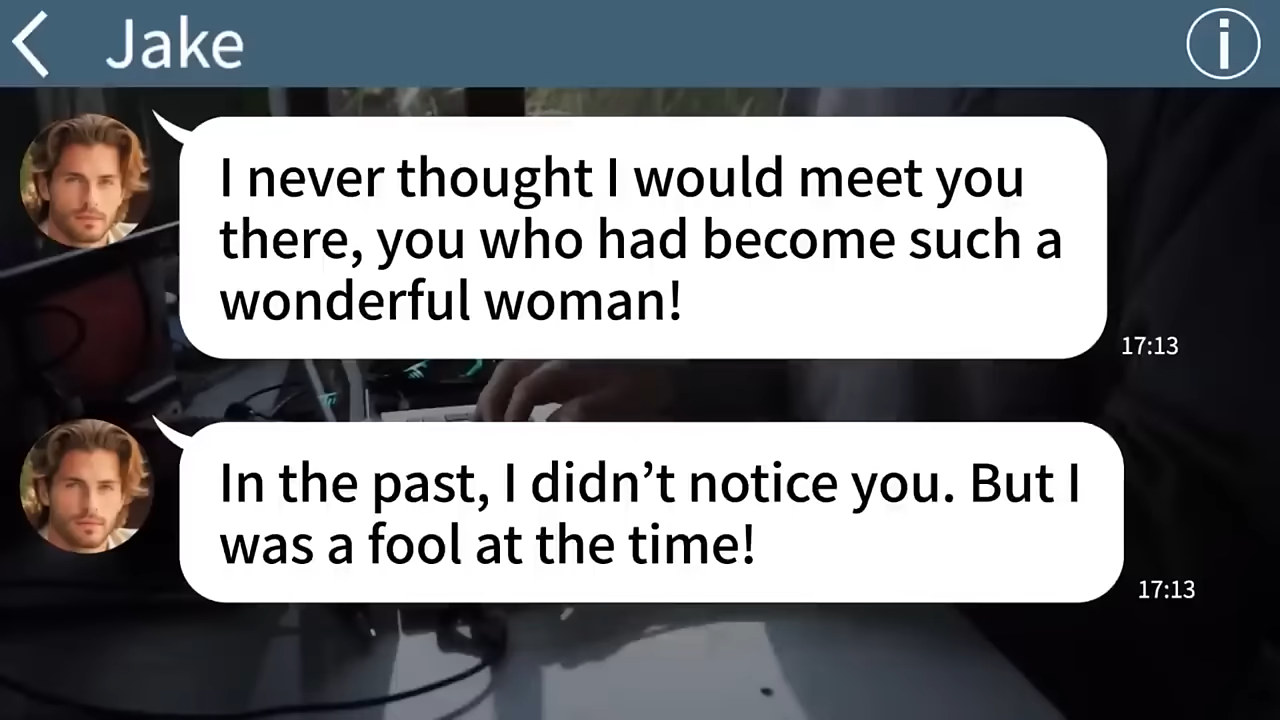 Jake
I never thought I would meet you
there, you who had become such a
wonderful woman!
17:13
In the past, I didn’t notice you. But I
was a fool at the time!
17:13